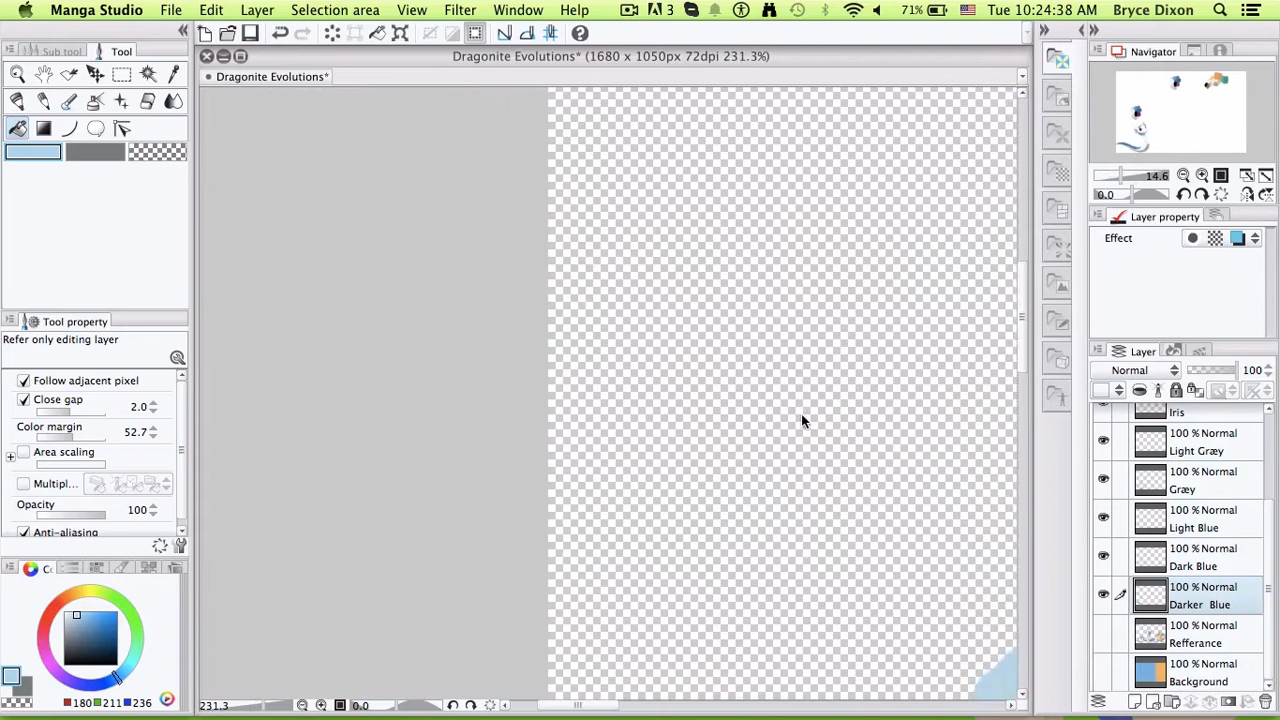 Manga Studio File Edit Layer Selection area View Filter Window Help 3 71% Tue 10:24:38 AM Bryce Dixon
Sub tool Tool
Dragonite Evolutions* (1680 x 1050px 72dpi 231.3%)
Dragonite Evolutions*
Navigator
14.6
0.0
Layer property
Effect
Tool property
Refer only editing layer
Follow adjacent pixel
Close gap
2.0
Color margin
52.7
Area scaling
Multipl...
Opacity
100
Anti-aliasing
Layer
Normal 100
Iris
100 % Normal
Light Græy
100 % Normal
Græy
100 % Normal
Light Blue
100 % Normal
Dark Blue
100 % Normal
Darker Blue
100 % Normal
Refferance
100 % Normal
Background
180 211 236
231.3 0.0